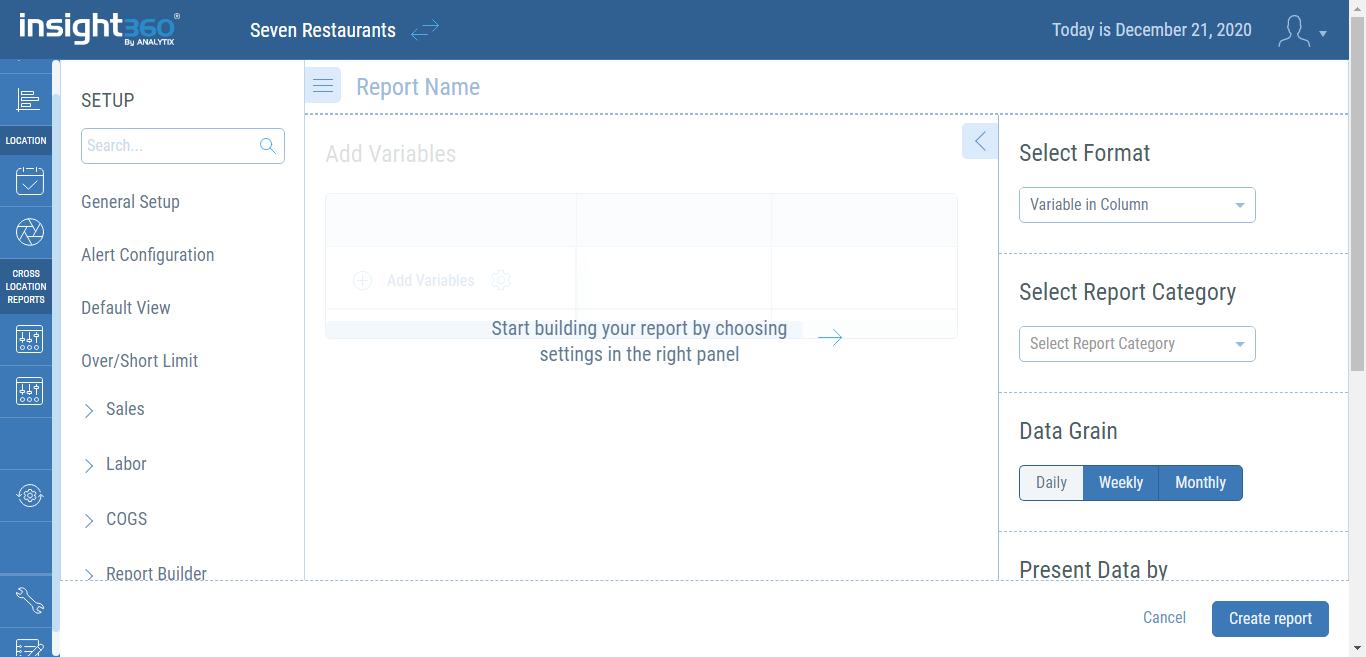 insight360
By ANALYTIX
Seven Restaurants
Today is December 21, 2020
LOCATION
CROSS
LOCATION
REPORTS
SETUP
Search...
General Setup
Alert Configuration
Default View
Over/Short Limit
Sales
Labor
COGS
Report Builder
Report Name
Add Variables
Add Variables
Start building your report by choosing
settings in the right panel
Select Format
Variable in Column
Select Report Category
Select Report Category
Data Grain
Daily Weekly Monthly
Present Data by
Cancel Create report